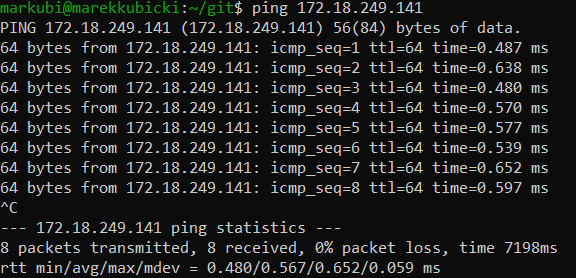 markubi@marekkubicki:~/git$ ping 172.18.249.141
PING 172.18.249.141 (172.18.249.141) 56(84) bytes of data.
64 bytes from 172.18.249.141: icmp_seq=1 ttl=64 time=0.487 ms
64 bytes from 172.18.249.141: icmp_seq=2 ttl=64 time=0.638 ms
64 bytes from 172.18.249.141: icmp_seq=3 ttl=64 time=0.480 ms
64 bytes from 172.18.249.141: icmp_seq=4 ttl=64 time=0.570 ms
64 bytes from 172.18.249.141: icmp_seq=5 ttl=64 time=0.577 ms
64 bytes from 172.18.249.141: icmp_seq=6 ttl=64 time=0.539 ms
64 bytes from 172.18.249.141: icmp_seq=7 ttl=64 time=0.652 ms
64 bytes from 172.18.249.141: icmp_seq=8 ttl=64 time=0.597 ms
^C
--- 172.18.249.141 ping statistics ---
8 packets transmitted, 8 received, 0% packet loss, time 7198ms
rtt min/avg/max/mdev = 0.480/0.567/0.652/0.059 ms